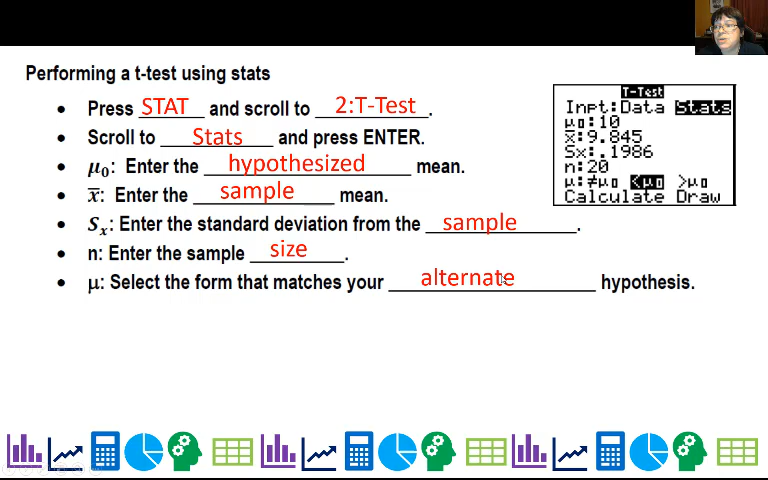 Performing a t-test using stats
• Press STAT and scroll to 2:T-Test.
• Scroll to Stats and press ENTER.
• μ₀: Enter the hypothesized mean.
• x̅: Enter the sample mean.
• Sₓ: Enter the standard deviation from the sample.
• n: Enter the sample size.
• μ: Select the form that matches your alternate hypothesis.
T-Test
Inpt:Data Stats
μ₀:10
x̅:9.845
Sx:.1986
n:20
μ:≠μ₀ <μ₀ >μ₀
Calculate Draw